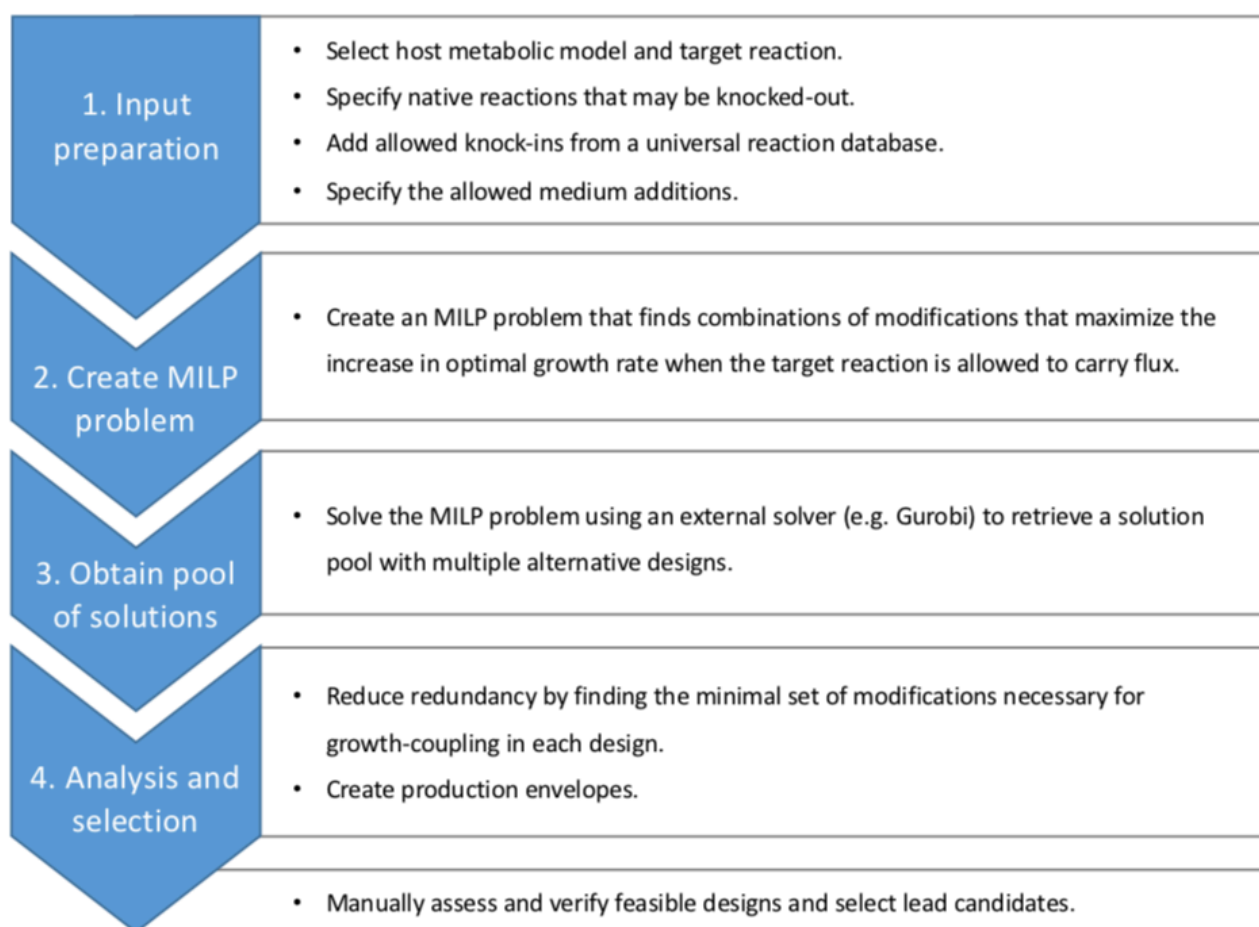 1. Input
preparation
• Select host metabolic model and target reaction.
• Specify native reactions that may be knocked-out.
• Add allowed knock-ins from a universal reaction database.
• Specify the allowed medium additions.
2. Create MILP
problem
• Create an MILP problem that finds combinations of modifications that maximize the
increase in optimal growth rate when the target reaction is allowed to carry flux.
3. Obtain pool
of solutions
• Solve the MILP problem using an external solver (e.g. Gurobi) to retrieve a solution
pool with multiple alternative designs.
4. Analysis and
selection
• Reduce redundancy by finding the minimal set of modifications necessary for
growth-coupling in each design.
• Create production envelopes.
• Manually assess and verify feasible designs and select lead candidates.